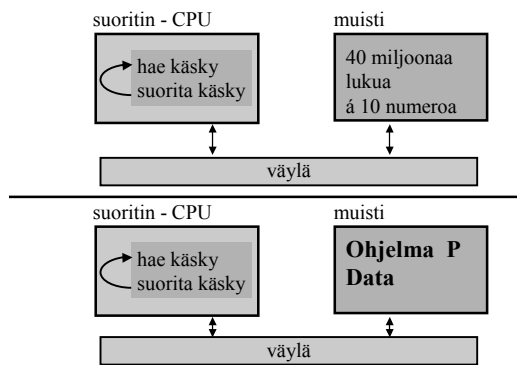 suoritin - CPU
muisti
hae käsky
suorita käsky
40 miljoonaa
lukua
á 10 numeroa
väylä
suoritin - CPU
muisti
hae käsky
suorita käsky
Ohjelma P
Data
väylä